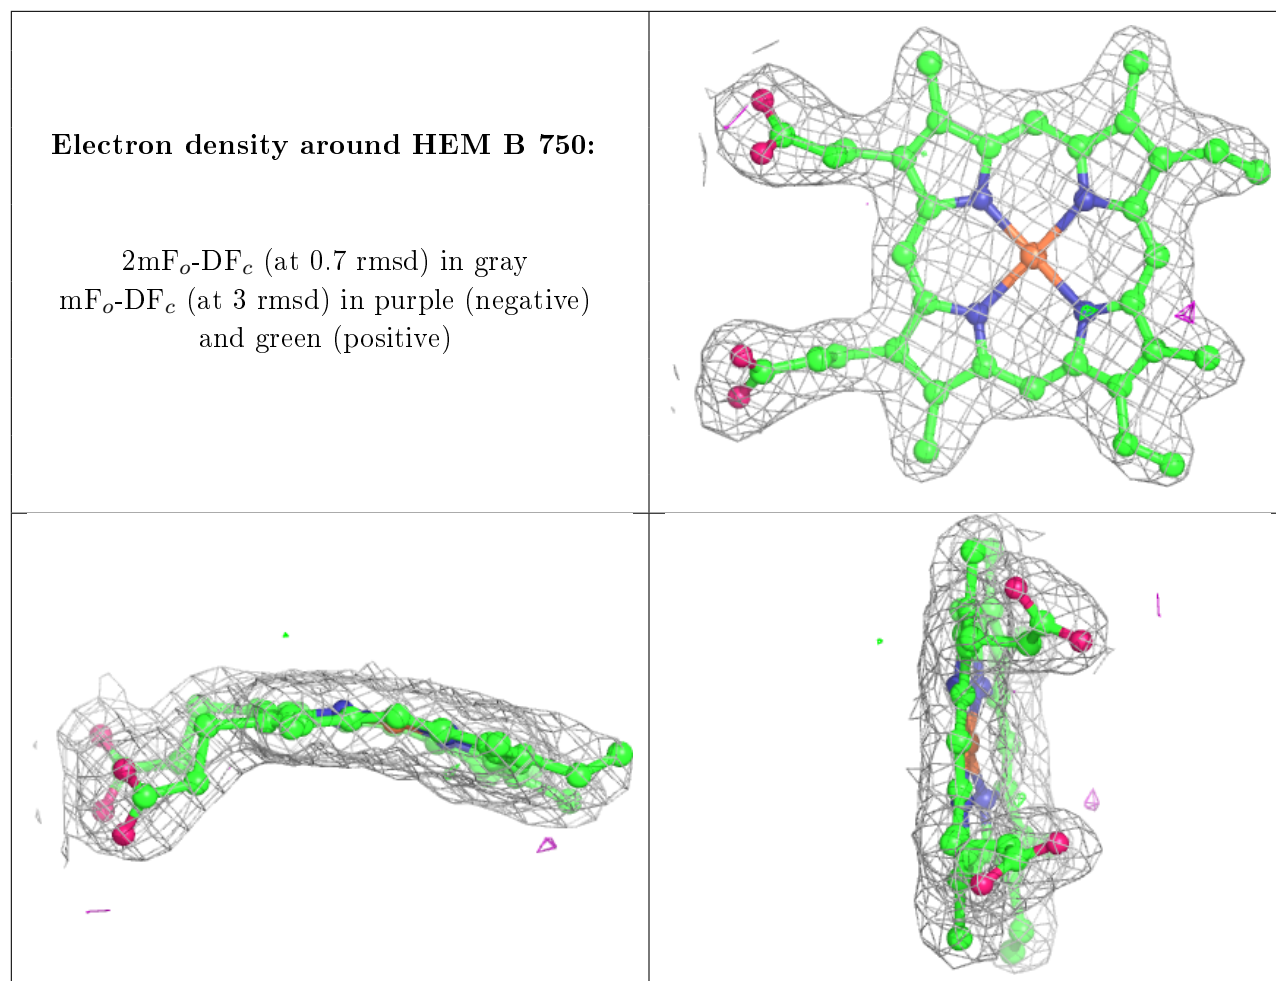 Electron density around HEM B 750:
2mFₒ-DF𝒸 (at 0.7 rmsd) in gray
mFₒ-DF𝒸 (at 3 rmsd) in purple (negative)
and green (positive)